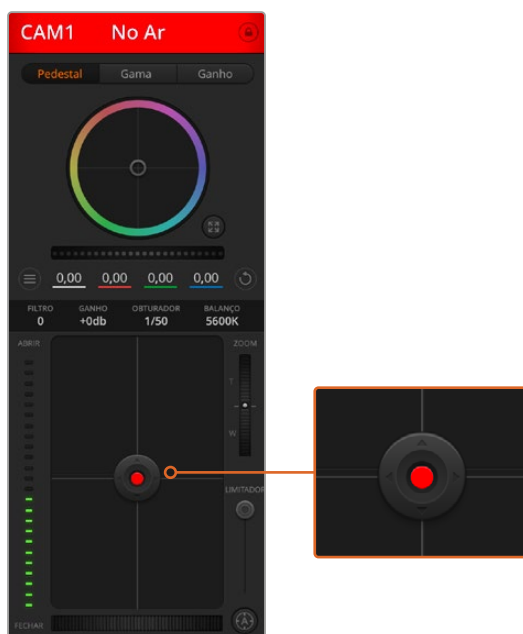 CAM1 No Ar
Pedestal Gama Ganho
0,00 0,00 0,00 0,00
FILTRO GANHO OBTURADOR BALANÇO
0 +0db 1/50 5600K
ABRIR ZOOM
T
W
LIMITADOR
FECHAR A